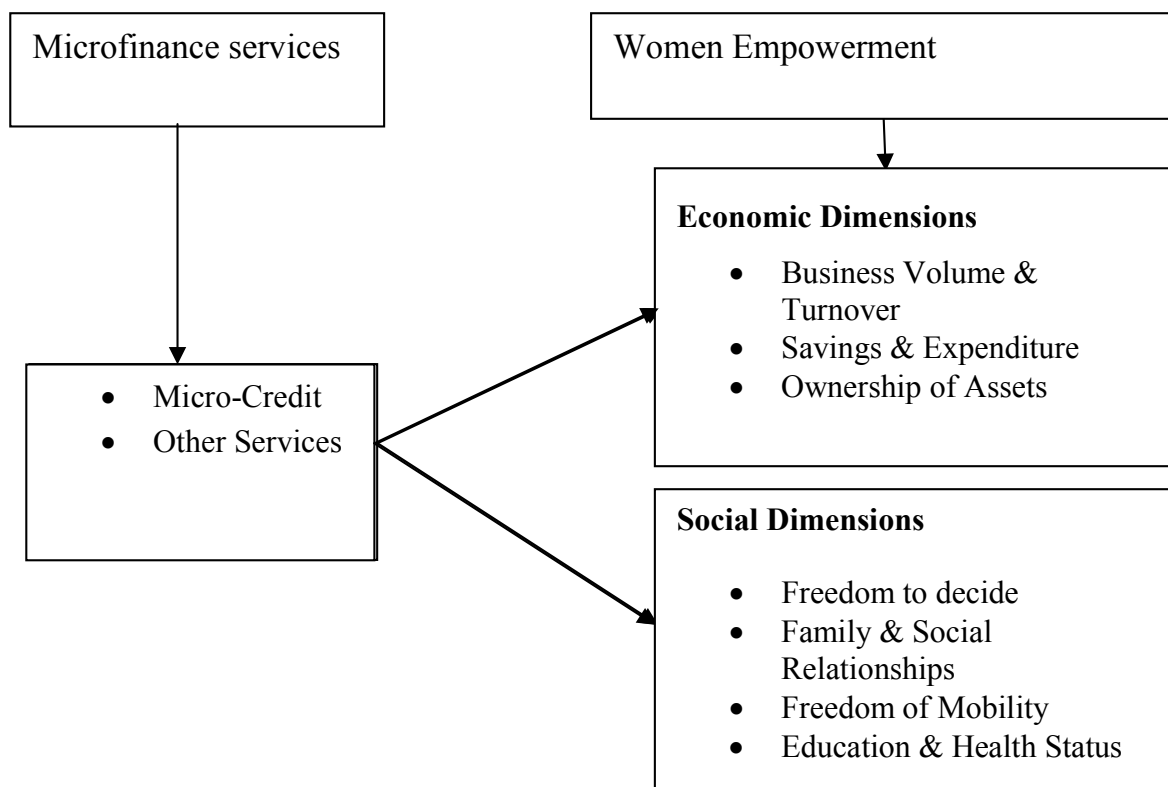 Microfinance services
Women Empowerment
Economic Dimensions
• Business Volume &
Turnover
• Savings & Expenditure
• Ownership of Assets
• Micro-Credit
• Other Services
Social Dimensions
• Freedom to decide
• Family & Social
Relationships
• Freedom of Mobility
• Education & Health Status